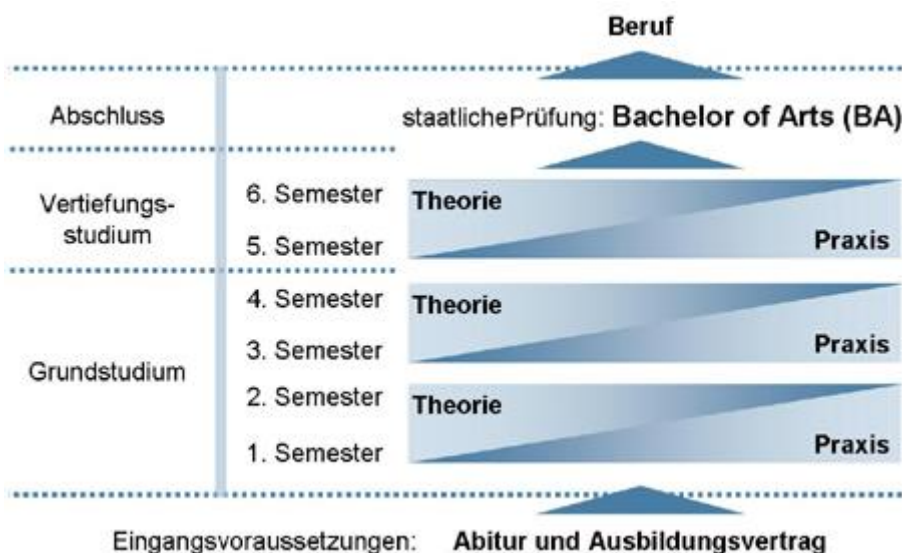 Beruf
Abschluss
staatlichePrüfung: Bachelor of Arts (BA)
Vertiefungs-
studium
6. Semester
Theorie
5. Semester
Praxis
Grundstudium
4. Semester
Theorie
3. Semester
Praxis
2. Semester
Theorie
1. Semester
Praxis
Eingangsvoraussetzungen: Abitur und Ausbildungsvertrag